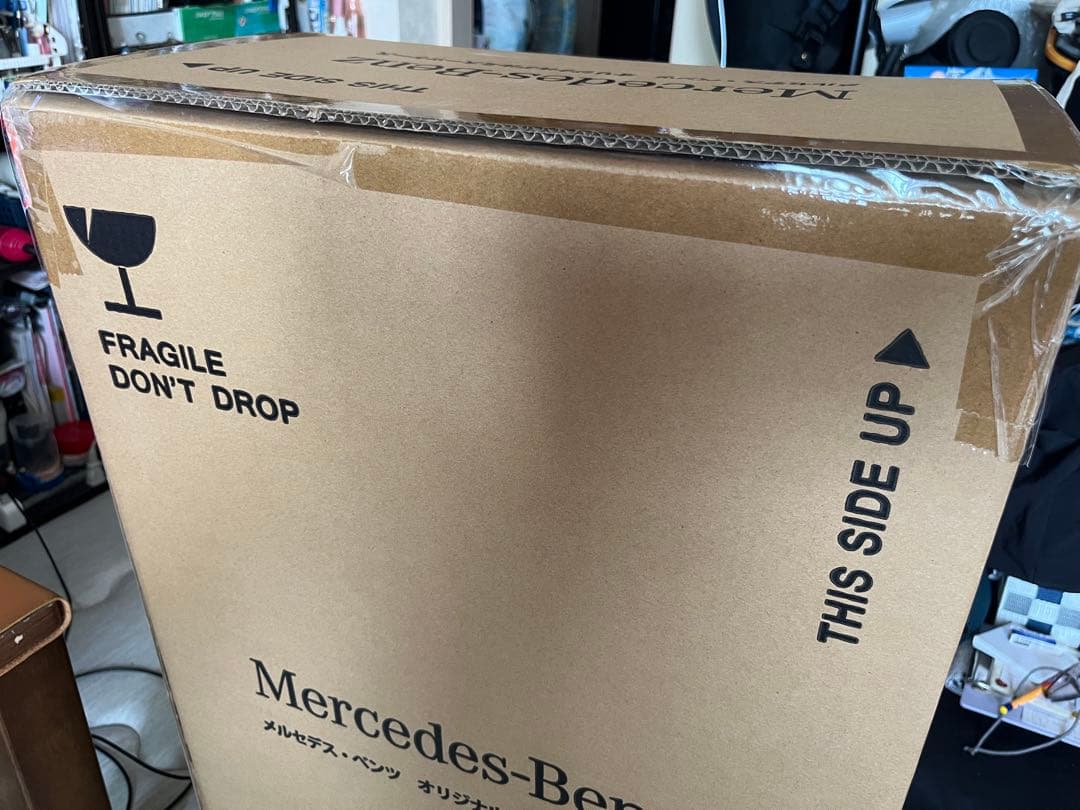 Mercedes-Benz
THIS SIDE UP
FRAGILE
DON'T DROP
THIS SIDE UP
Mercedes-Ben
メルセデス・ベンツ オリジナル